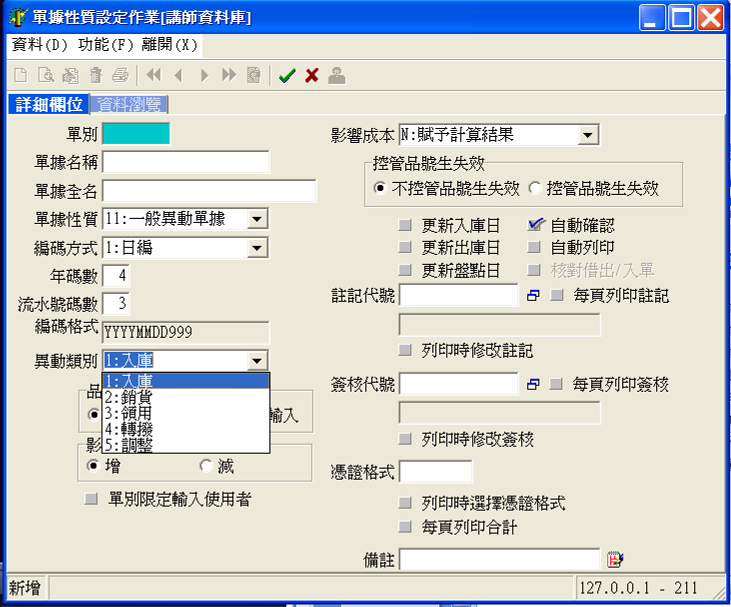 單據性質設定作業[講師資料庫]
資料(D) 功能(F) 離開(X)
詳細欄位 資料瀏覽
單別
單據名稱
單據全名
單據性質 11:一般異動單據
編碼方式 1:日編
年碼數 4
流水號碼數 3
編碼格式 YYYYMMDD999
異動類別 1:入庫
1:入庫
2:銷貨
3:領用
4:轉撥
5:調整
品
輸入
影
增 減
單別限定輸入使用者
影響成本 N:賦予計算結果
控管品號生失效
不控管品號生失效 控管品號生失效
更新入庫日 自動確認
更新出庫日 自動列印
更新盤點日 核對借出/入單
註記代號 每頁列印註記
列印時修改註記
簽核代號 每頁列印簽核
列印時修改簽核
憑證格式
列印時選擇憑證格式
每頁列印合計
備註
新增 127.0.0.1 - 211